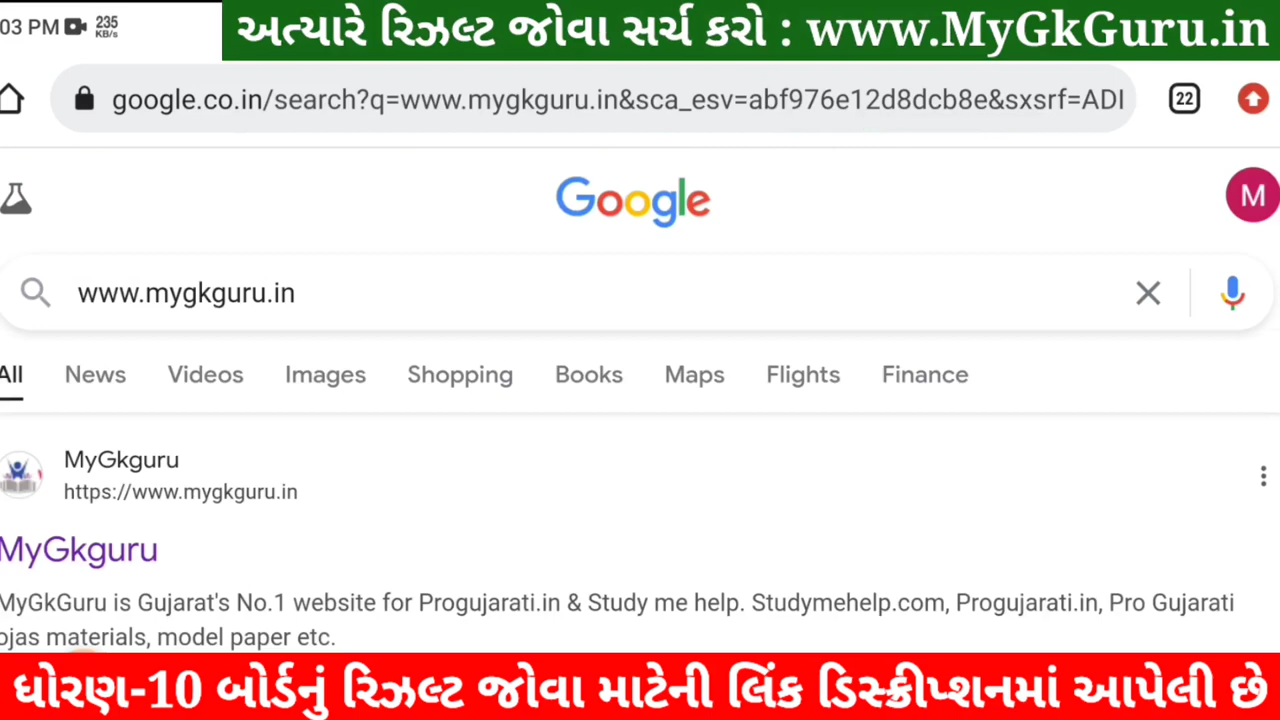 03 PM 235 KB/s
અત્યારે રિઝલ્ટ જોવા સર્ચ કરો : www.MyGkGuru.in
google.co.in/search?q=www.mygkguru.in&sca_esv=abf976e12d8dcb8e&sxsrf=ADI
22
Google
M
www.mygkguru.in
All News Videos Images Shopping Books Maps Flights Finance
MyGkguru
https://www.mygkguru.in
MyGkguru
MyGkGuru is Gujarat's No.1 website for Progujarati.in & Study me help. Studymehelp.com, Progujarati.in, Pro Gujarati
ojas materials, model paper etc.
ધોરણ-10 બોર્ડનું રિઝલ્ટ જોવા માટેની લિંક ડિસ્ક્રીપ્શનમાં આપેલી છે